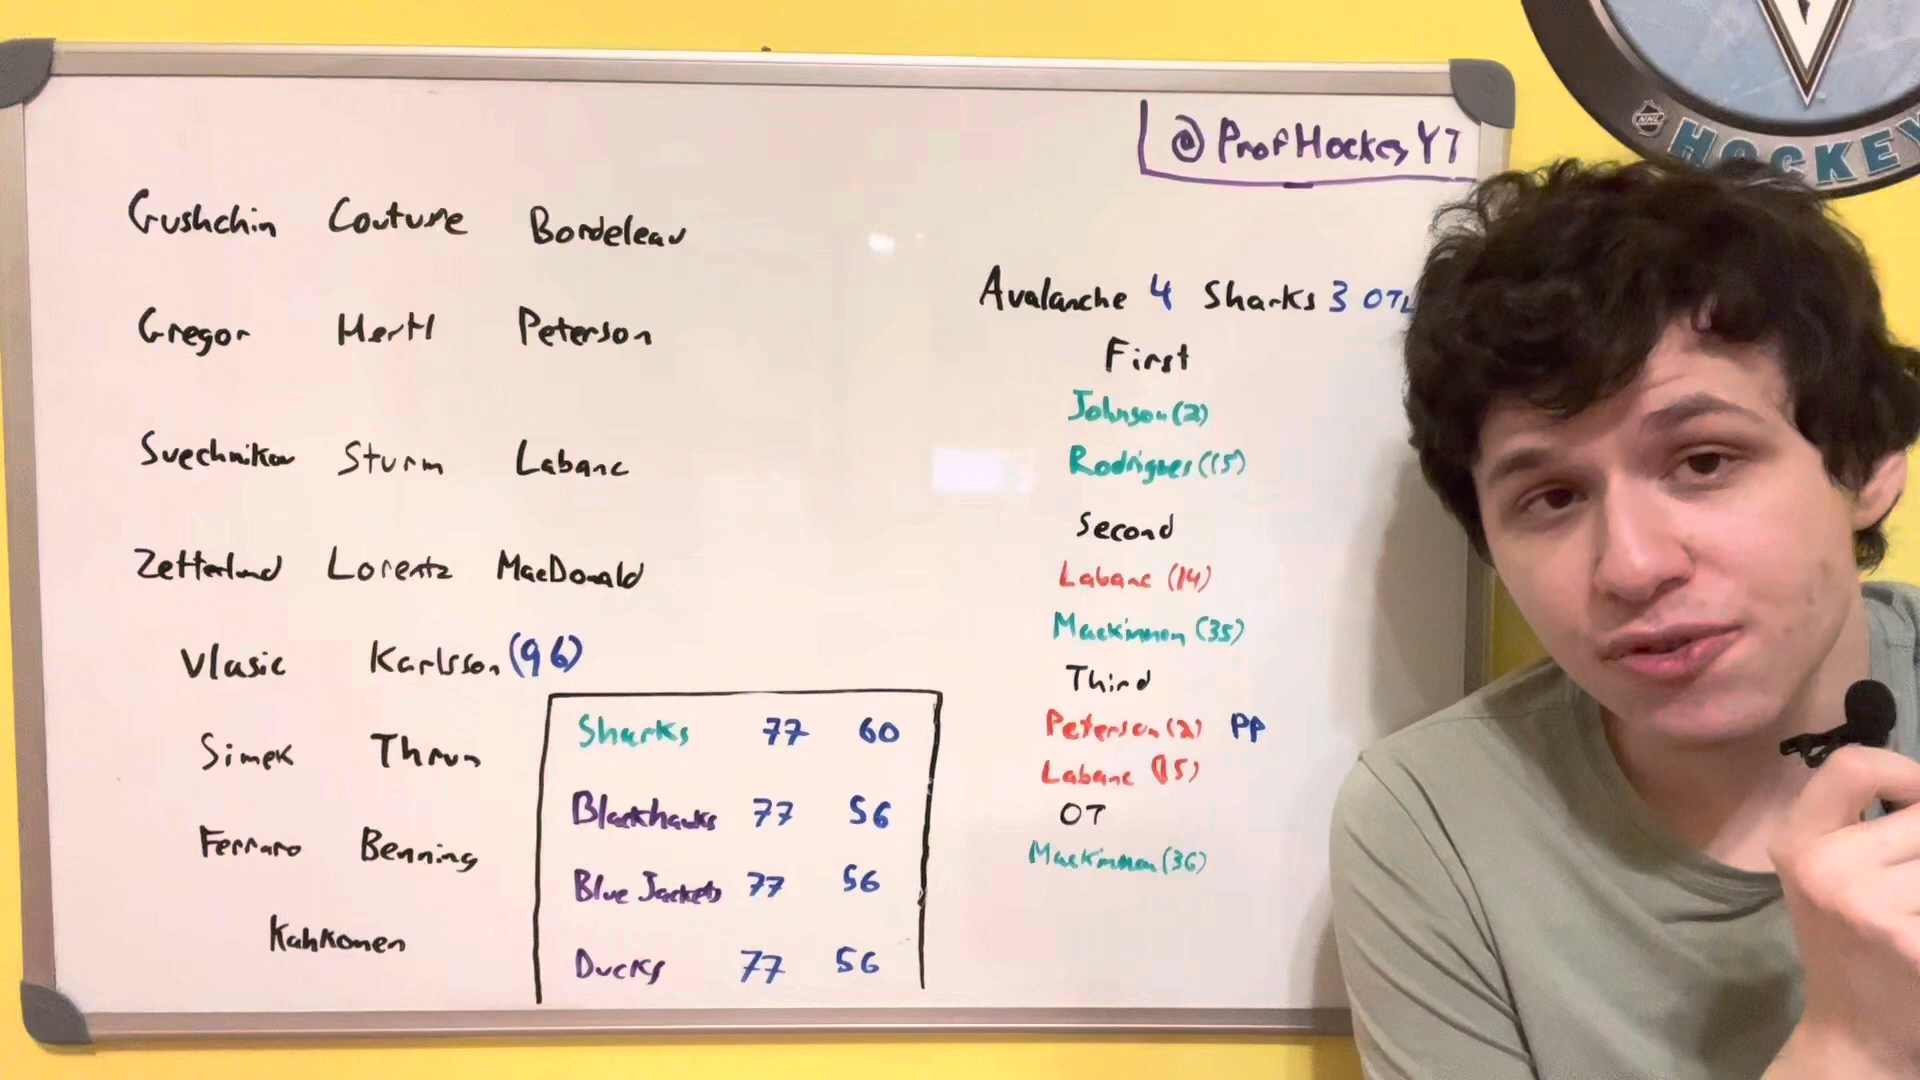 @ProfHockeyYT
NHL
HOCKEY
Gushchin Couture Bordeleau
Gregor Hertl Peterson
Svechnikov Sturm Labanc
Zetterlund Lorentz MacDonald
Vlasic Karlsson (96)
Simek Thrun
Ferraro Benning
Kahkonen
Sharks 77 60
Blackhawks 77 56
Blue Jackets 77 56
Ducks 77 56
Avalanche 4 Sharks 3 OTL
First
Johnson (2)
Rodrigues (15)
Second
Labanc (14)
Mackinnon (35)
Third
Peterson (2) PP
Labanc (15)
OT
Mackinnon (36)